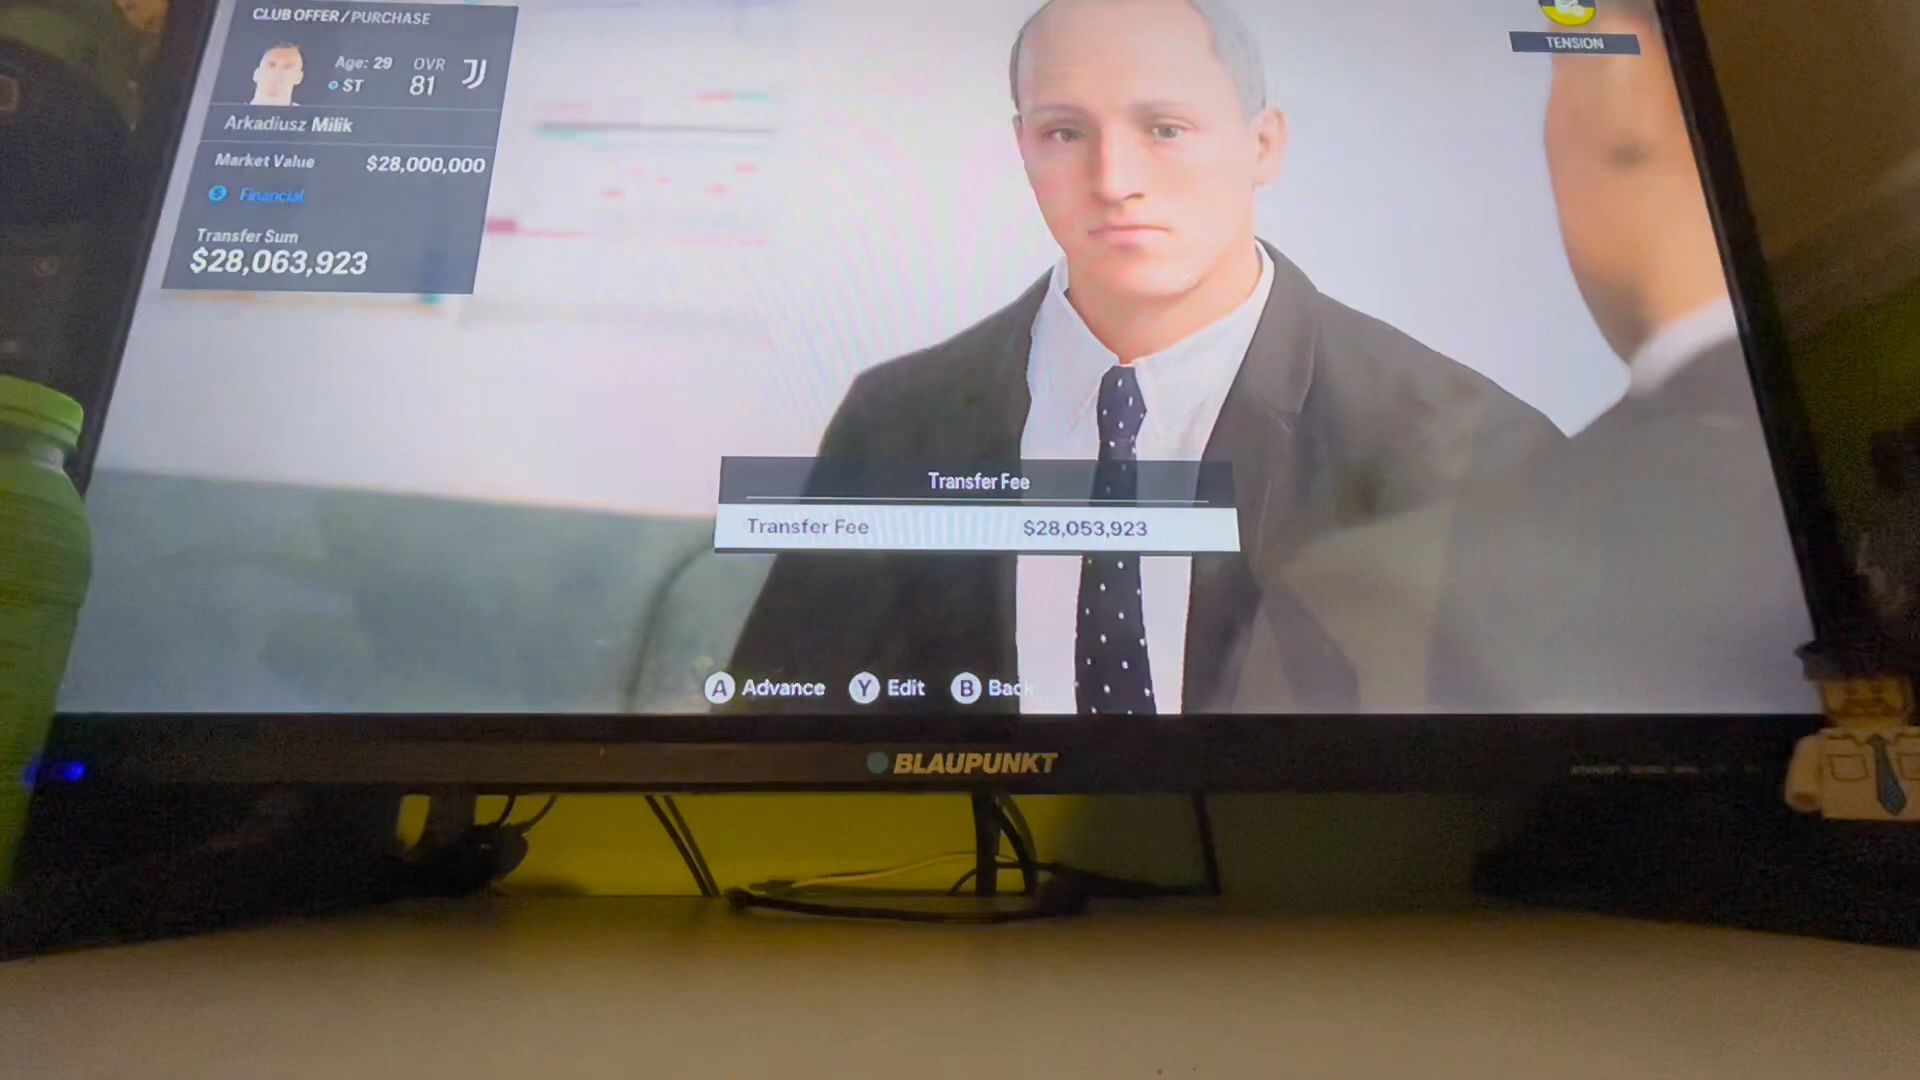 CLUB OFFER / PURCHASE
Age: 29 OVR
ST 81
Arkadiusz Milik
Market Value $28,000,000
Financial
Transfer Sum
$28,063,923
TENSION
Transfer Fee
Transfer Fee $28,053,923
A Advance Y Edit B Back
BLAUPUNKT